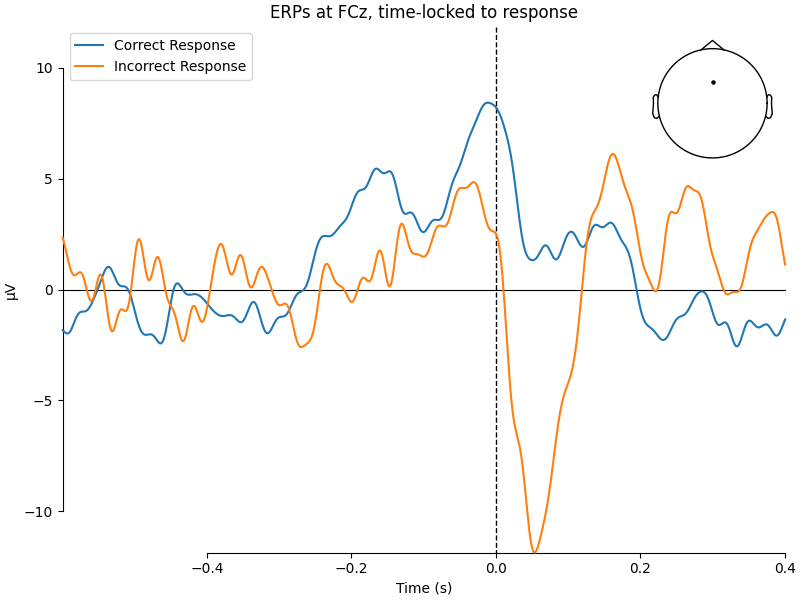 ERPs at FCz, time-locked to response
Correct Response
Incorrect Response
10
5
0
−5
−10
µV
−0.4
−0.2
0.0
0.2
0.4
Time (s)